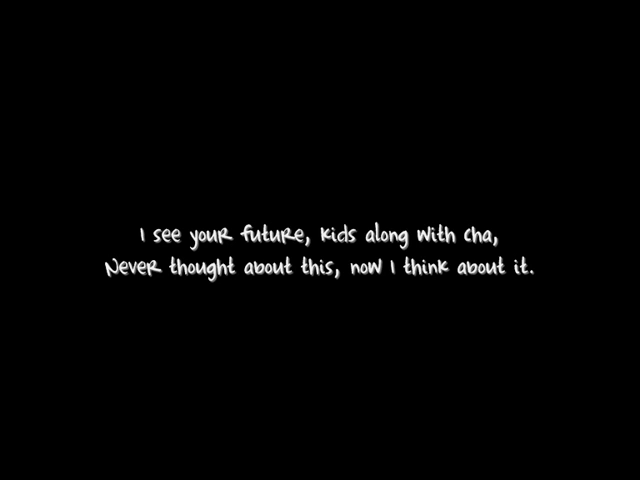 I see your future, kids along with cha,
Never thought about this, now I think about it.